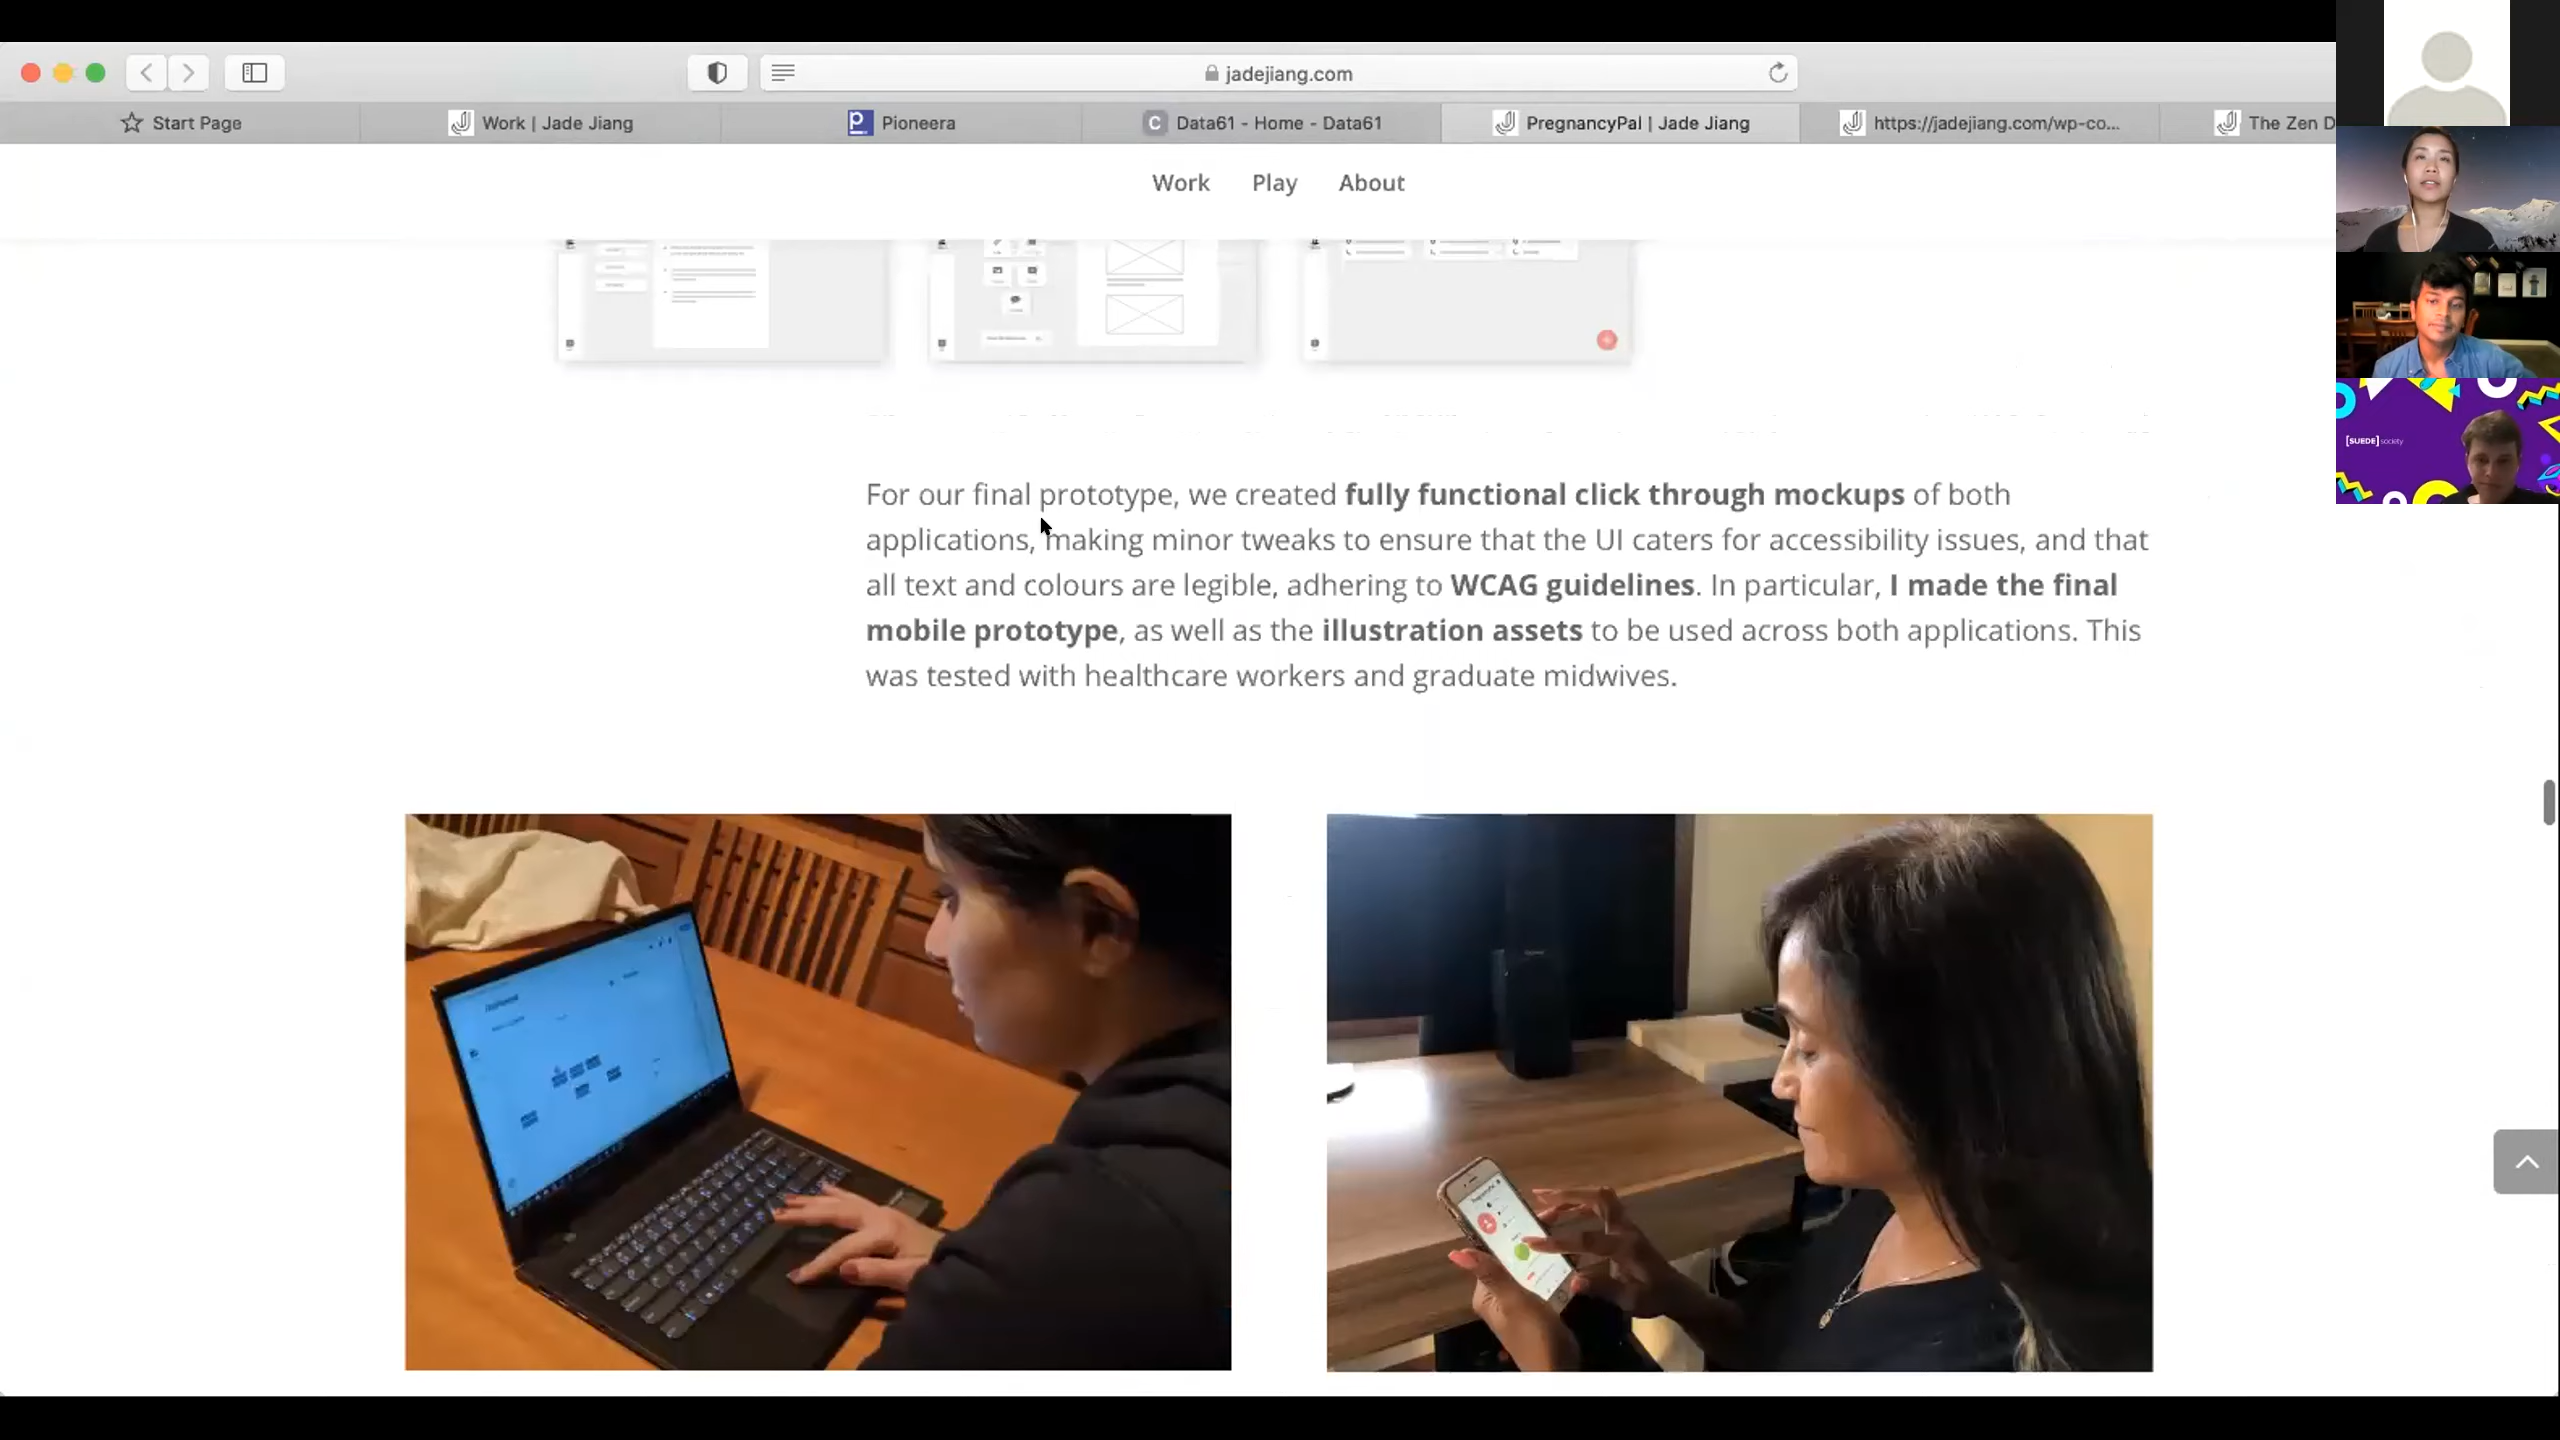 jadejiang.com
Start Page
Work | Jade Jiang
Pioneera
Data61 - Home - Data61
PregnancyPal | Jade Jiang
https://jadejiang.com/wp-co...
The Zen D
Work Play About
For our final prototype, we created fully functional click through mockups of both
applications, making minor tweaks to ensure that the UI caters for accessibility issues, and that
all text and colours are legible, adhering to WCAG guidelines. In particular, I made the final
mobile prototype, as well as the illustration assets to be used across both applications. This
was tested with healthcare workers and graduate midwives.
[SUEDE] society